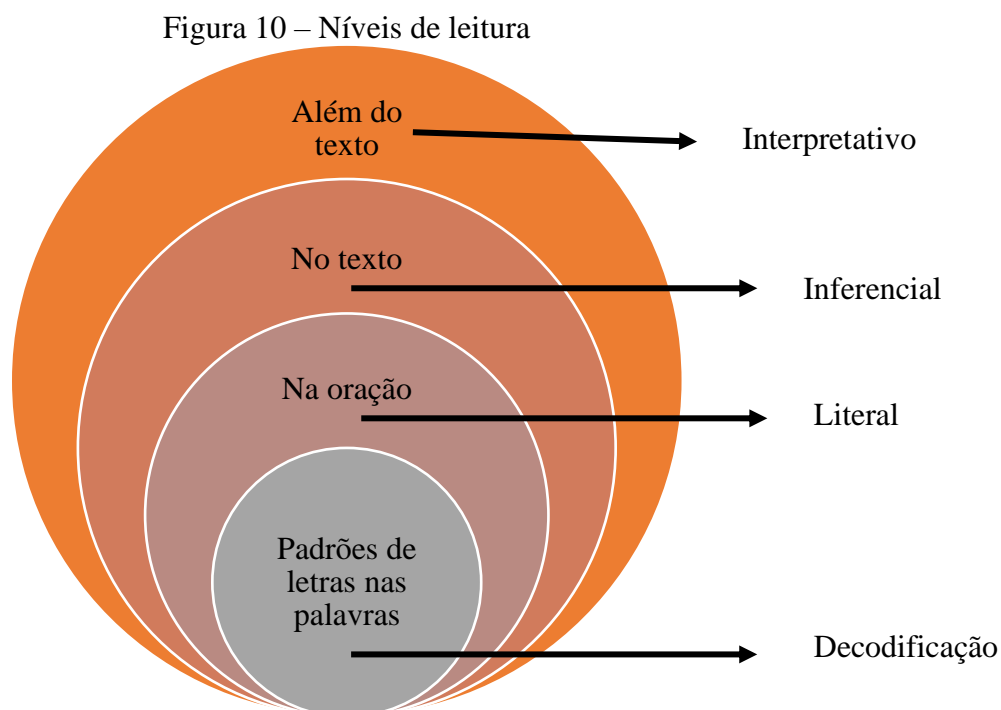 Figura 10 – Níveis de leitura
Além do
texto
Interpretativo
No texto
Inferencial
Na oração
Literal
Padrões de
letras nas
palavras
Decodificação